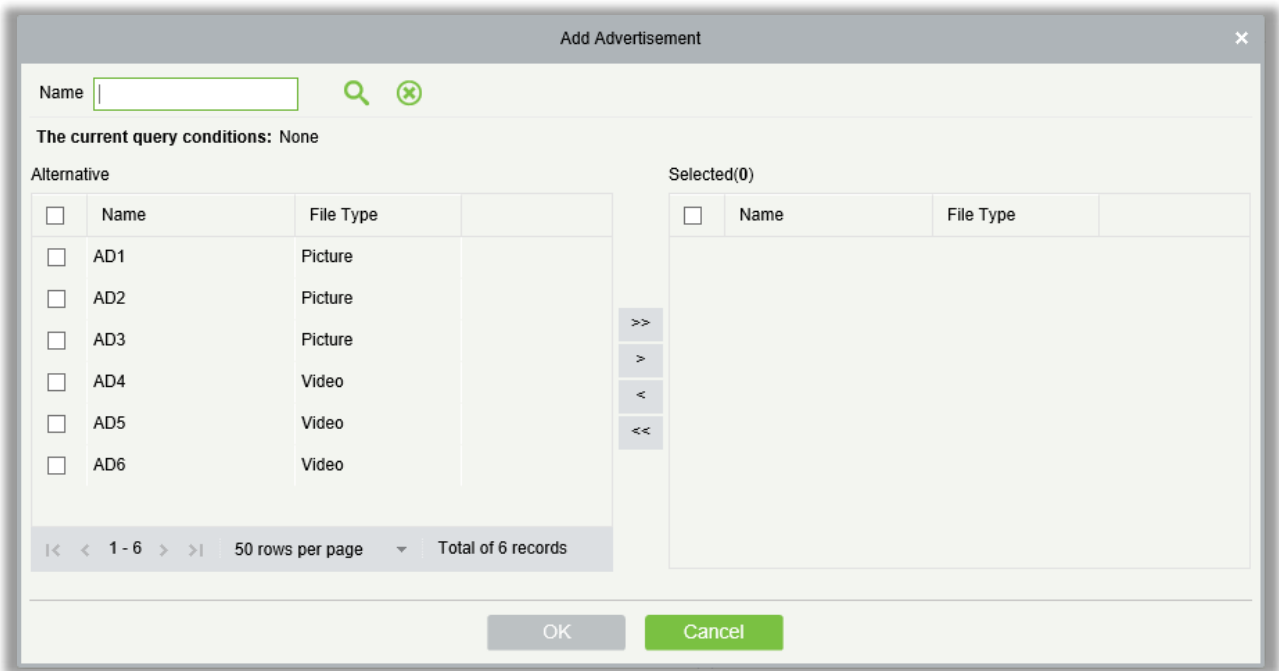 Add Advertisement ×
Name
The current query conditions: None
Alternative
Name File Type
AD1 Picture
AD2 Picture
AD3 Picture
AD4 Video
AD5 Video
AD6 Video
|< < 1 - 6 > >| 50 rows per page Total of 6 records
>>
>
<
<<
Selected(0)
Name File Type
OK Cancel